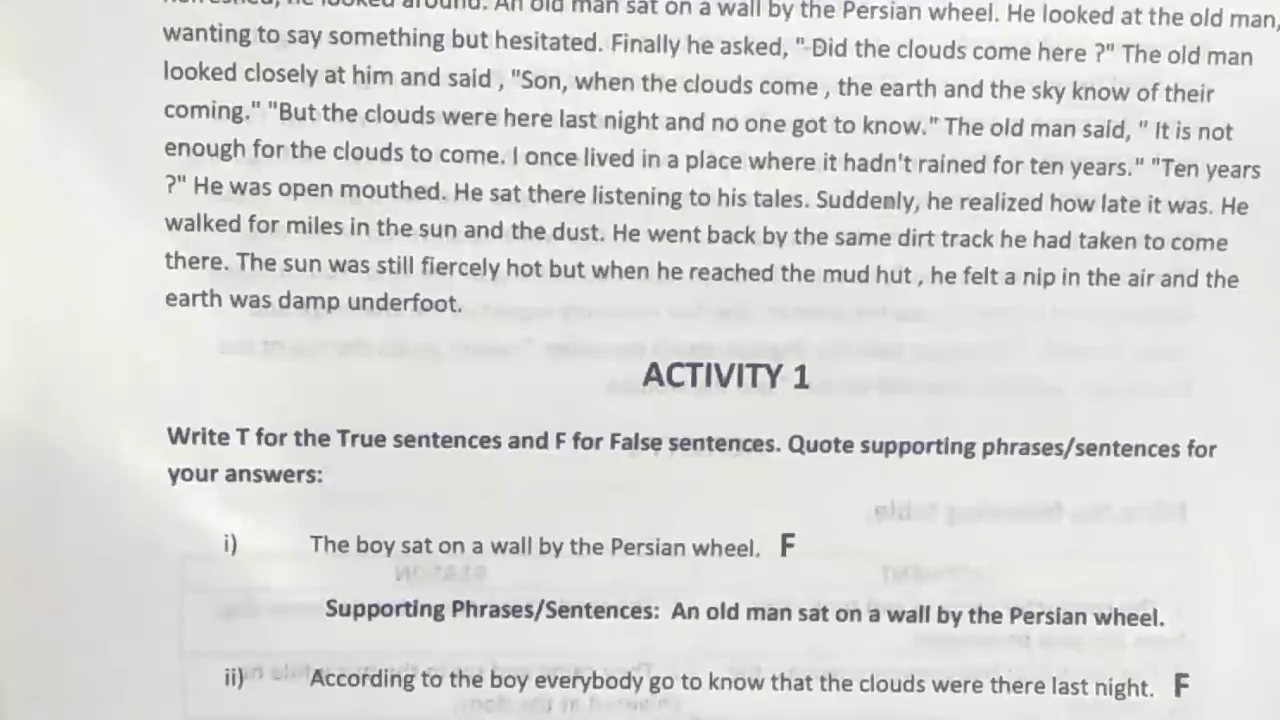 he looked around. An old man sat on a wall by the Persian wheel. He looked at the old man,
wanting to say something but hesitated. Finally he asked, "-Did the clouds come here ?" The old man
looked closely at him and said , "Son, when the clouds come , the earth and the sky know of their
coming." "But the clouds were here last night and no one got to know." The old man said, " It is not
enough for the clouds to come. I once lived in a place where it hadn't rained for ten years." "Ten years
?" He was open mouthed. He sat there listening to his tales. Suddenly, he realized how late it was. He
walked for miles in the sun and the dust. He went back by the same dirt track he had taken to come
there. The sun was still fiercely hot but when he reached the mud hut , he felt a nip in the air and the
earth was damp underfoot.
ACTIVITY 1
Write T for the True sentences and F for False sentences. Quote supporting phrases/sentences for
your answers:
i) The boy sat on a wall by the Persian wheel. F
Supporting Phrases/Sentences: An old man sat on a wall by the Persian wheel.
ii) According to the boy everybody go to know that the clouds were there last night. F